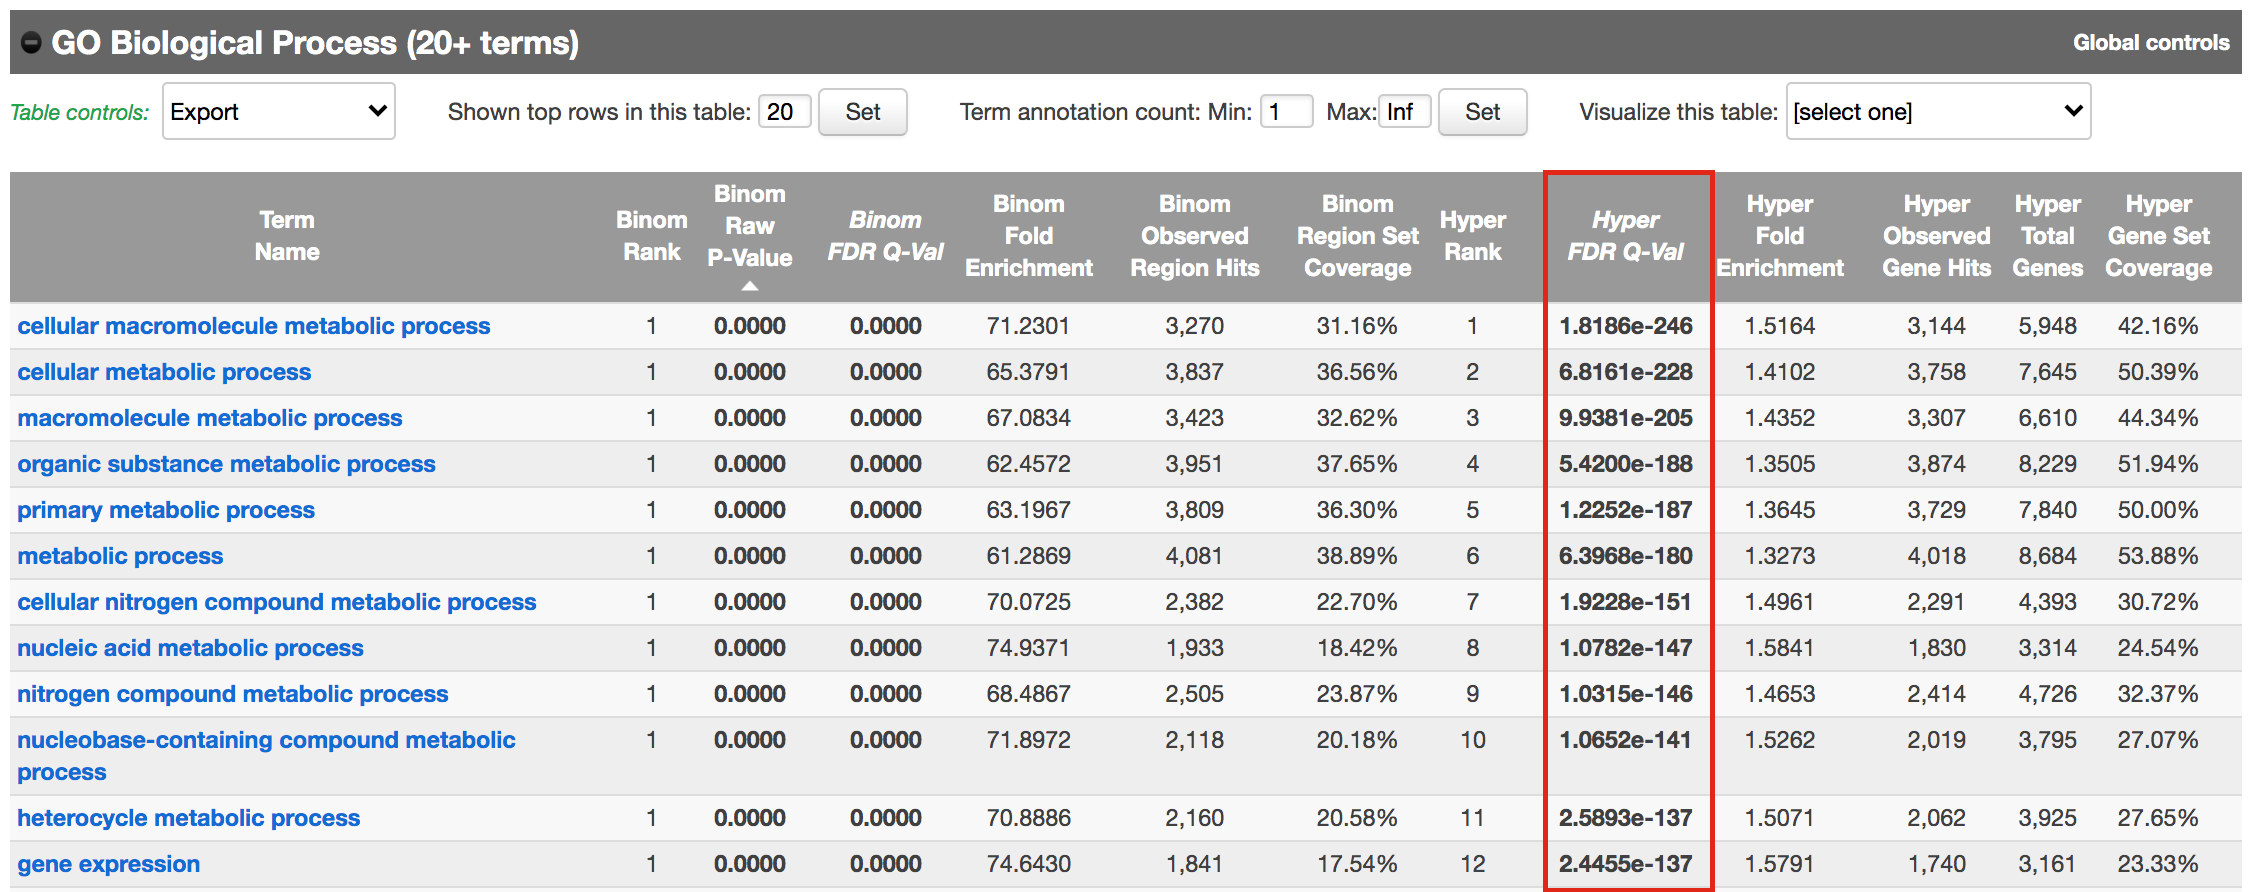 GO Biological Process (20+ terms) Global controls
Table controls: Export Shown top rows in this table: 20 Set Term annotation count: Min: 1 Max: Inf Set Visualize this table: [select one]
Term Name Binom Rank Binom Raw P-Value Binom FDR Q-Val Binom Fold Enrichment Binom Observed Region Hits Binom Region Set Coverage Hyper Rank Hyper FDR Q-Val Hyper Fold Enrichment Hyper Observed Gene Hits Hyper Total Genes Hyper Gene Set Coverage
cellular macromolecule metabolic process 1 0.0000 0.0000 71.2301 3,270 31.16% 1 1.8186e-246 1.5164 3,144 5,948 42.16%
cellular metabolic process 1 0.0000 0.0000 65.3791 3,837 36.56% 2 6.8161e-228 1.4102 3,758 7,645 50.39%
macromolecule metabolic process 1 0.0000 0.0000 67.0834 3,423 32.62% 3 9.9381e-205 1.4352 3,307 6,610 44.34%
organic substance metabolic process 1 0.0000 0.0000 62.4572 3,951 37.65% 4 5.4200e-188 1.3505 3,874 8,229 51.94%
primary metabolic process 1 0.0000 0.0000 63.1967 3,809 36.30% 5 1.2252e-187 1.3645 3,729 7,840 50.00%
metabolic process 1 0.0000 0.0000 61.2869 4,081 38.89% 6 6.3968e-180 1.3273 4,018 8,684 53.88%
cellular nitrogen compound metabolic process 1 0.0000 0.0000 70.0725 2,382 22.70% 7 1.9228e-151 1.4961 2,291 4,393 30.72%
nucleic acid metabolic process 1 0.0000 0.0000 74.9371 1,933 18.42% 8 1.0782e-147 1.5841 1,830 3,314 24.54%
nitrogen compound metabolic process 1 0.0000 0.0000 68.4867 2,505 23.87% 9 1.0315e-146 1.4653 2,414 4,726 32.37%
nucleobase-containing compound metabolic 1 0.0000 0.0000 71.8972 2,118 20.18% 10 1.0652e-141 1.5262 2,019 3,795 27.07%
process
heterocycle metabolic process 1 0.0000 0.0000 70.8886 2,160 20.58% 11 2.5893e-137 1.5071 2,062 3,925 27.65%
gene expression 1 0.0000 0.0000 74.6430 1,841 17.54% 12 2.4455e-137 1.5791 1,740 3,161 23.33%